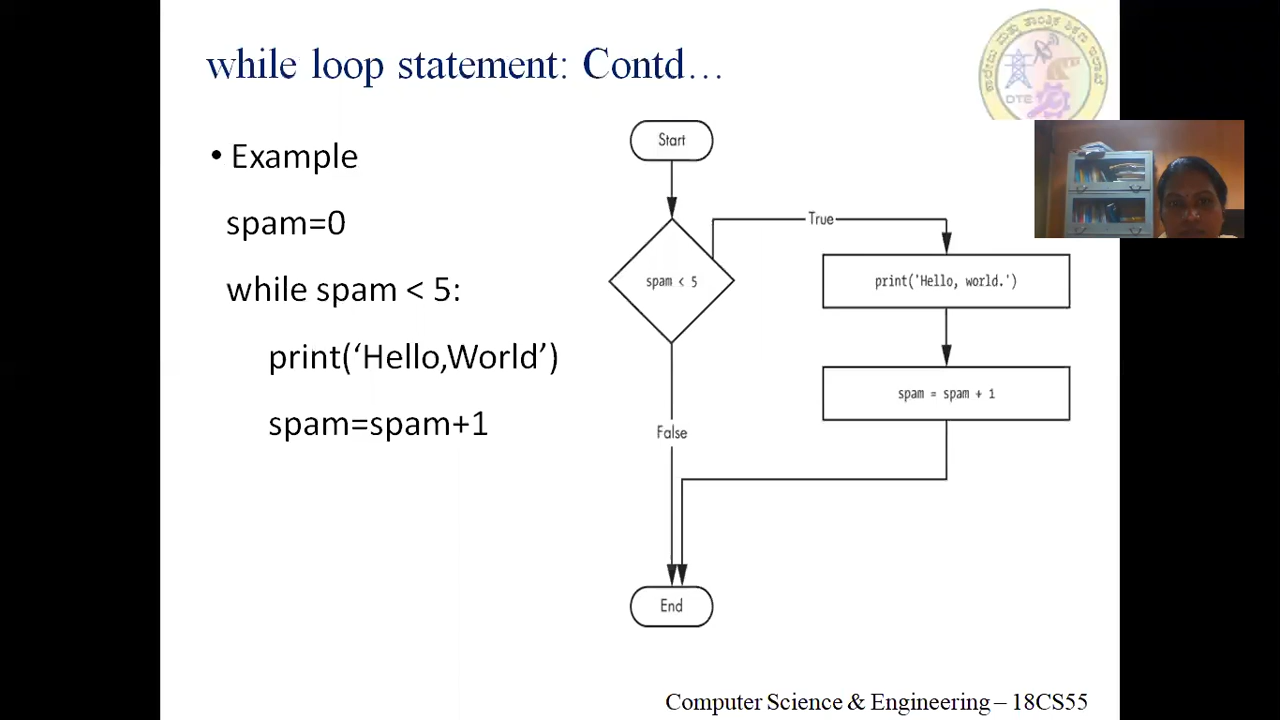 while loop statement: Contd…
• Example
spam=0
while spam < 5:
print(‘Hello,World’)
spam=spam+1
Start
True
spam < 5
print('Hello, world.')
spam = spam + 1
False
End
DTE
Computer Science & Engineering – 18CS55